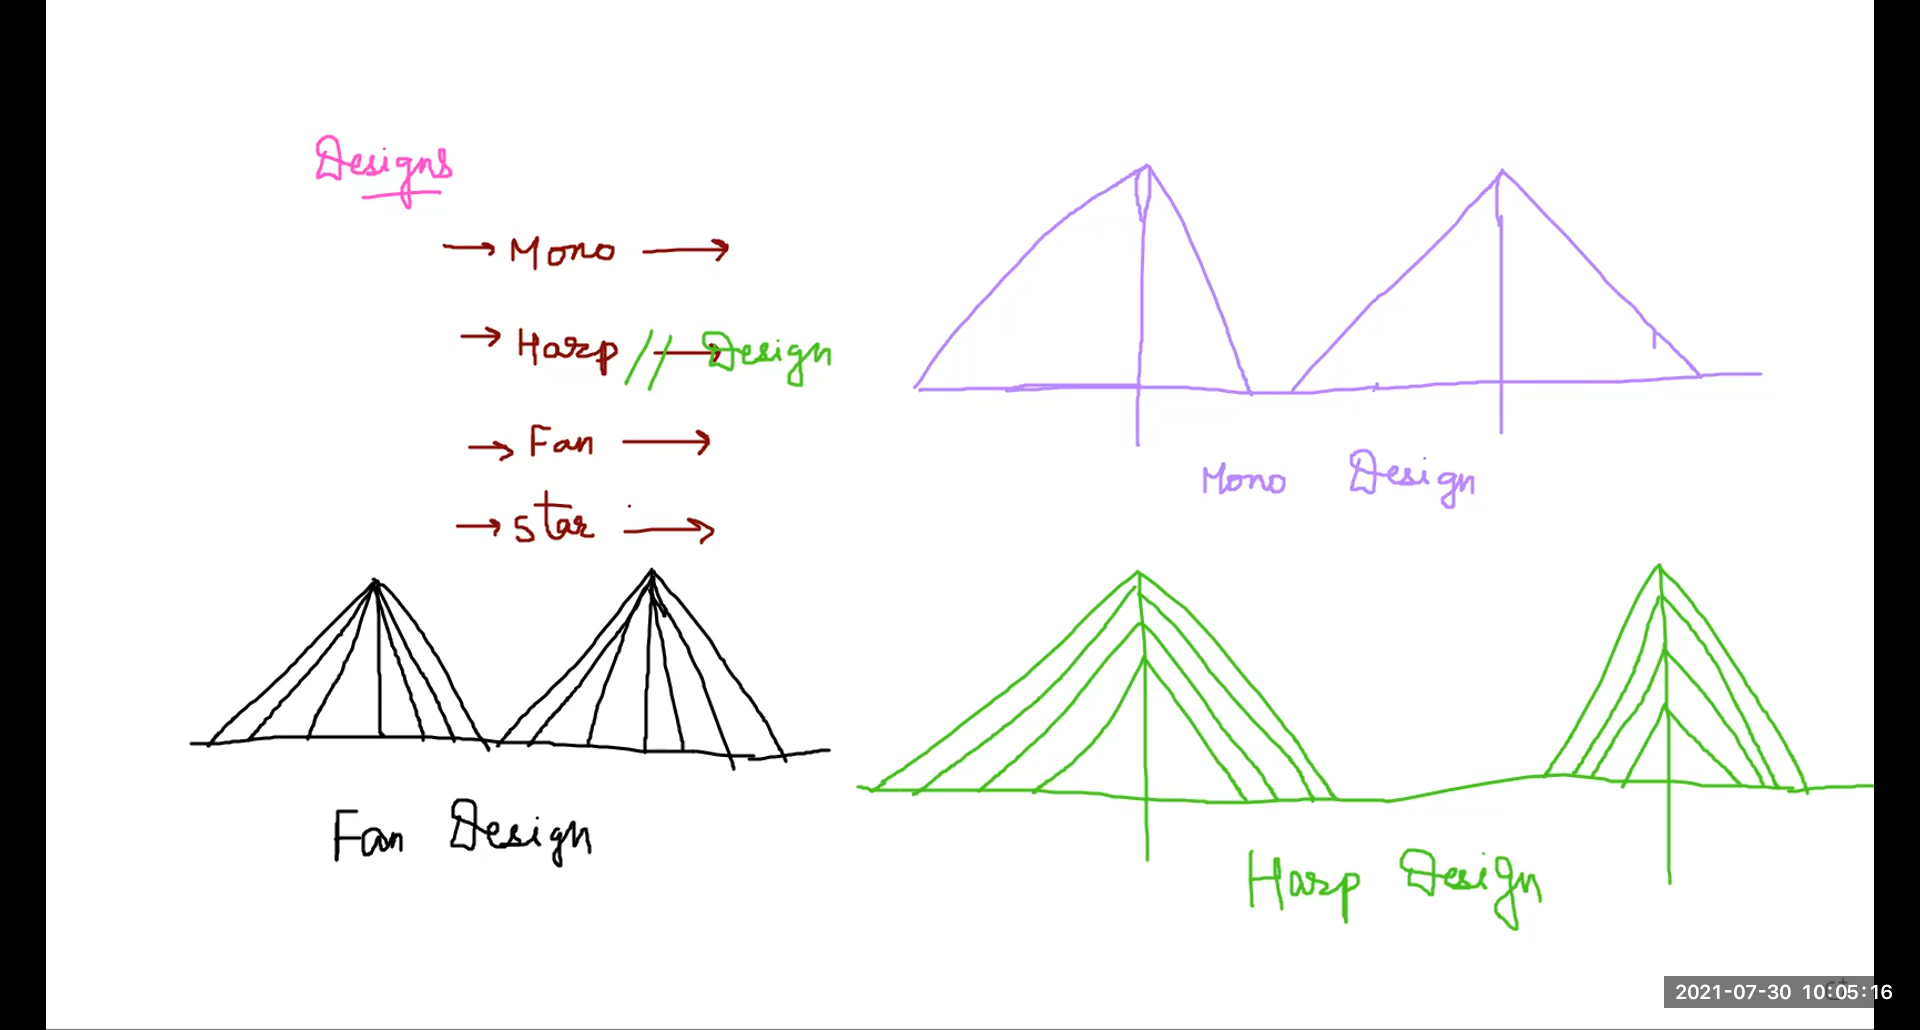 Designs
→ Mono →
→ Harp // → Design
→ Fan →
→ Star →
Mono Design
Fan Design
Harp Design
2021-07-30 10:05:16